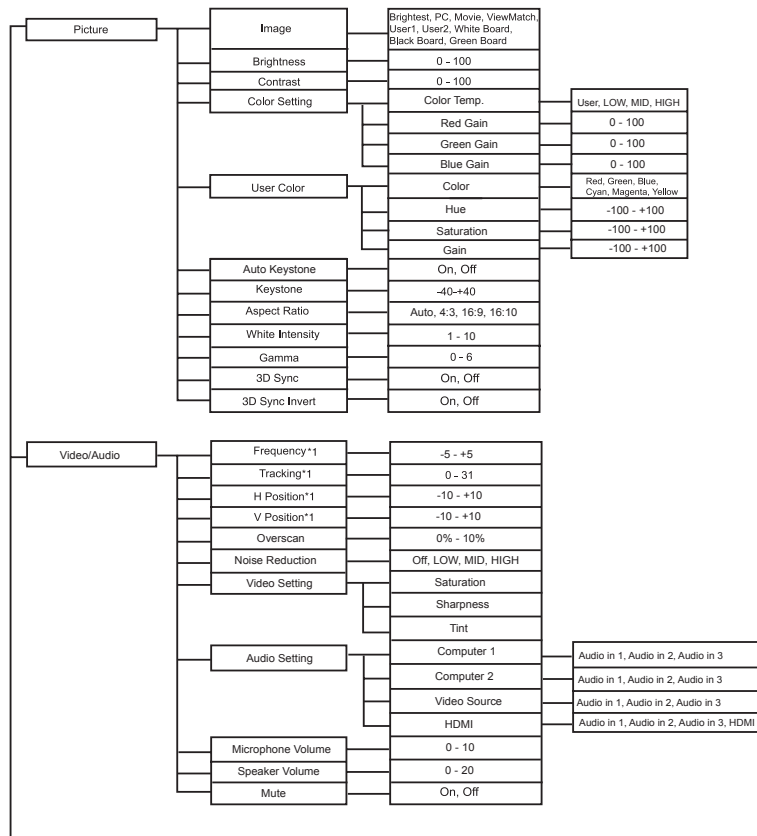 Picture
Image
Brightest, PC, Movie, ViewMatch,
User1, User2, White Board,
Black Board, Green Board
Brightness
0 - 100
Contrast
0 - 100
Color Setting
Color Temp.
User, LOW, MID, HIGH
Red Gain
0 - 100
Green Gain
0 - 100
Blue Gain
0 - 100
User Color
Color
Red, Green, Blue,
Cyan, Magenta, Yellow
Hue
-100 - +100
Saturation
-100 - +100
Gain
-100 - +100
Auto Keystone
On, Off
Keystone
-40-+40
Aspect Ratio
Auto, 4:3, 16:9, 16:10
White Intensity
1 - 10
Gamma
0 - 6
3D Sync
On, Off
3D Sync Invert
On, Off
Video/Audio
Frequency*1
-5 - +5
Tracking*1
0 - 31
H Position*1
-10 - +10
V Position*1
-10 - +10
Overscan
0% - 10%
Noise Reduction
Off, LOW, MID, HIGH
Video Setting
Saturation
Sharpness
Tint
Audio Setting
Computer 1
Audio in 1, Audio in 2, Audio in 3
Computer 2
Audio in 1, Audio in 2, Audio in 3
Video Source
Audio in 1, Audio in 2, Audio in 3
HDMI
Audio in 1, Audio in 2, Audio in 3, HDMI
Microphone Volume
0 - 10
Speaker Volume
0 - 20
Mute
On, Off